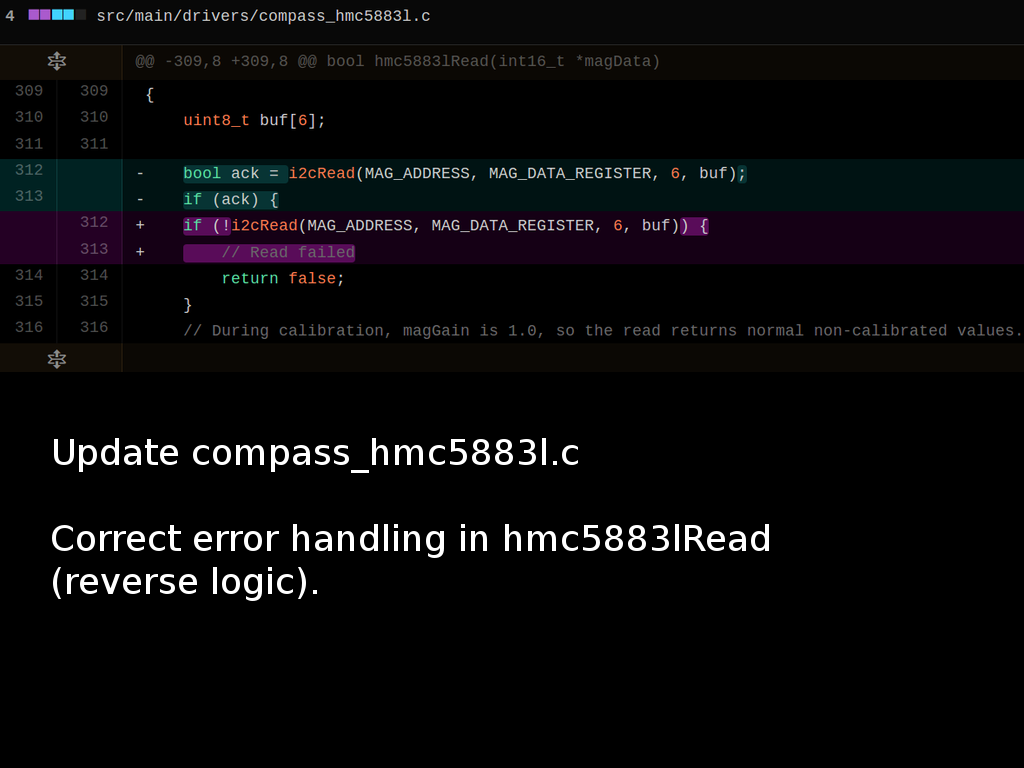 4 src/main/drivers/compass_hmc5883l.c
@@ -309,8 +309,8 @@ bool hmc5883lRead(int16_t *magData)
309 309 {
310 310 uint8_t buf[6];
311 311
312 - bool ack = i2cRead(MAG_ADDRESS, MAG_DATA_REGISTER, 6, buf);
313 - if (ack) {
312 + if (!i2cRead(MAG_ADDRESS, MAG_DATA_REGISTER, 6, buf)) {
313 + // Read failed
314 314 return false;
315 315 }
316 316 // During calibration, magGain is 1.0, so the read returns normal non-calibrated values.
Update compass_hmc5883l.c
Correct error handling in hmc5883lRead
(reverse logic).